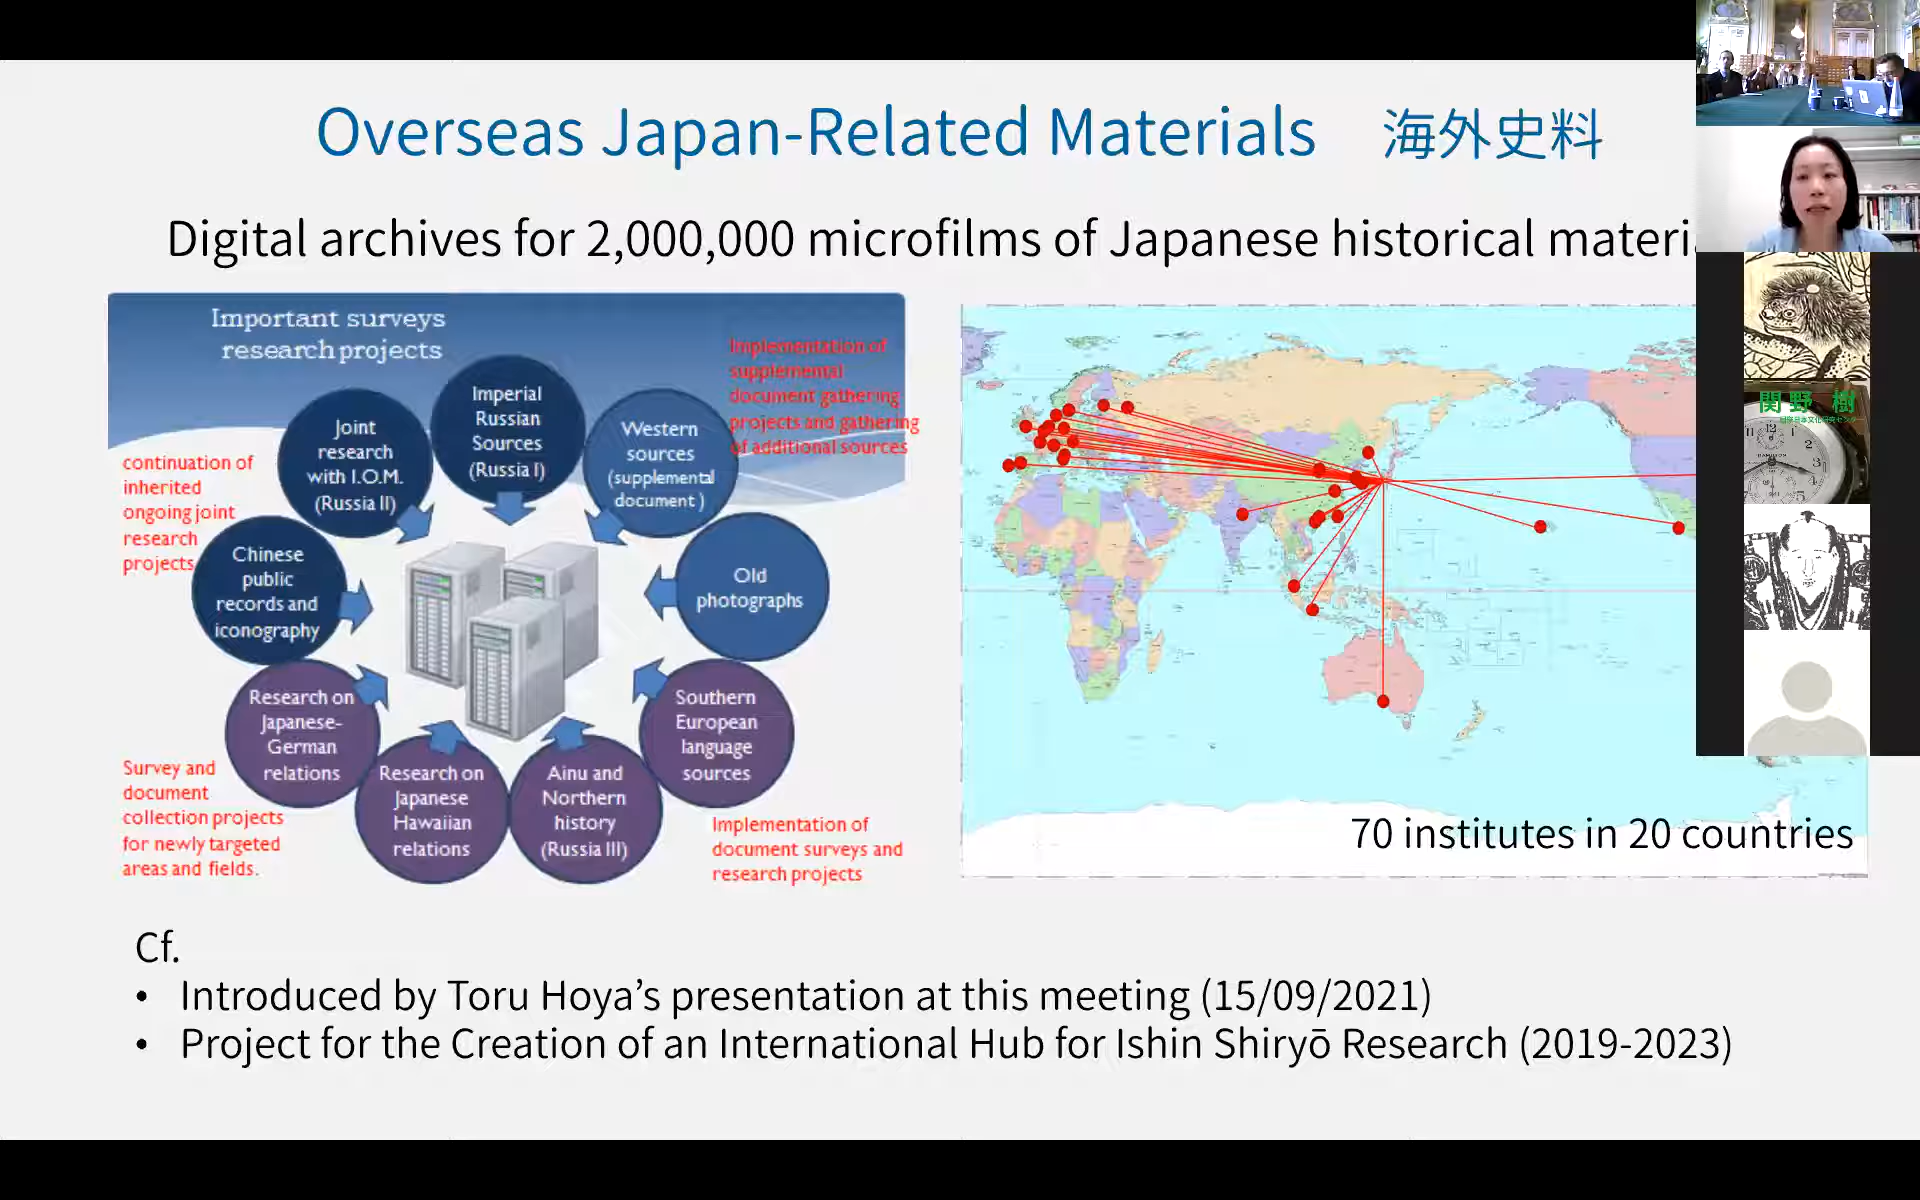 Overseas Japan-Related Materials 海外史料
Digital archives for 2,000,000 microfilms of Japanese historical materi
Important surveys
research projects
Implementation of
supplemental
document gathering
projects and gathering
of additional sources
Imperial
Russian
Sources
(Russia I)
Joint
research
with I.O.M.
(Russia II)
Western
sources
(supplemental
document )
continuation of
inherited
ongoing joint
research
projects
Chinese
public
records and
iconography
Old
photographs
Research on
Japanese-
German
relations
Southern
European
language
sources
Research on
Japanese
Hawaiian
relations
Ainu and
Northern
history
(Russia III)
Survey and
document
collection projects
for newly targeted
areas and fields.
Implementation of
document surveys and
research projects
70 institutes in 20 countries
関野 樹
Cf.
• Introduced by Toru Hoya’s presentation at this meeting (15/09/2021)
• Project for the Creation of an International Hub for Ishin Shiryō Research (2019-2023)